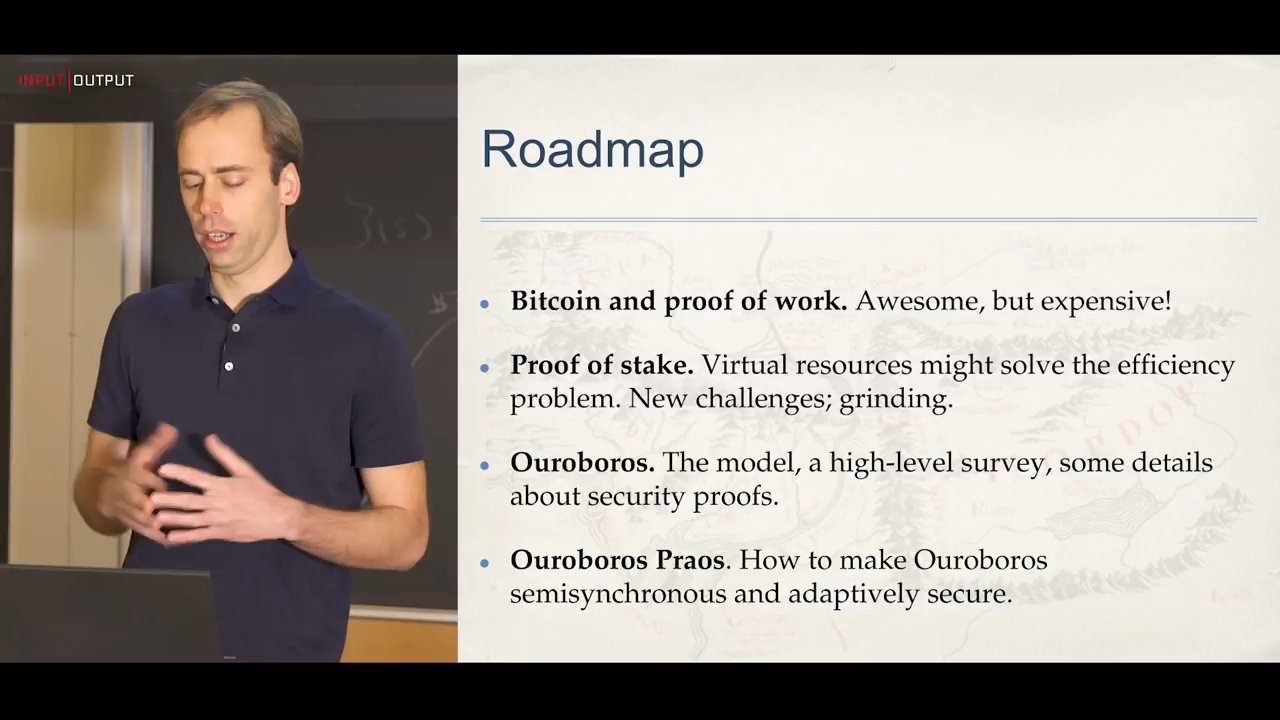 INPUT|OUTPUT
Roadmap
Bitcoin and proof of work. Awesome, but expensive!
Proof of stake. Virtual resources might solve the efficiency
problem. New challenges; grinding.
Ouroboros. The model, a high-level survey, some details
about security proofs.
Ouroboros Praos. How to make Ouroboros
semisynchronous and adaptively secure.